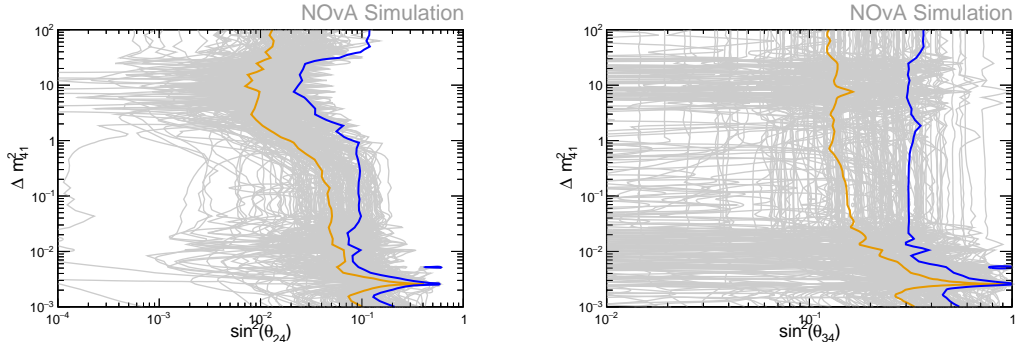 NOvA Simulation
10²
10
1
10⁻¹
10⁻²
10⁻³
Δ m²₄₁
10⁻⁴ 10⁻³ 10⁻² 10⁻¹ 1
sin²(θ₂₄)
NOvA Simulation
10²
10
1
10⁻¹
10⁻²
10⁻³
Δ m²₄₁
10⁻² 10⁻¹ 1
sin²(θ₃₄)